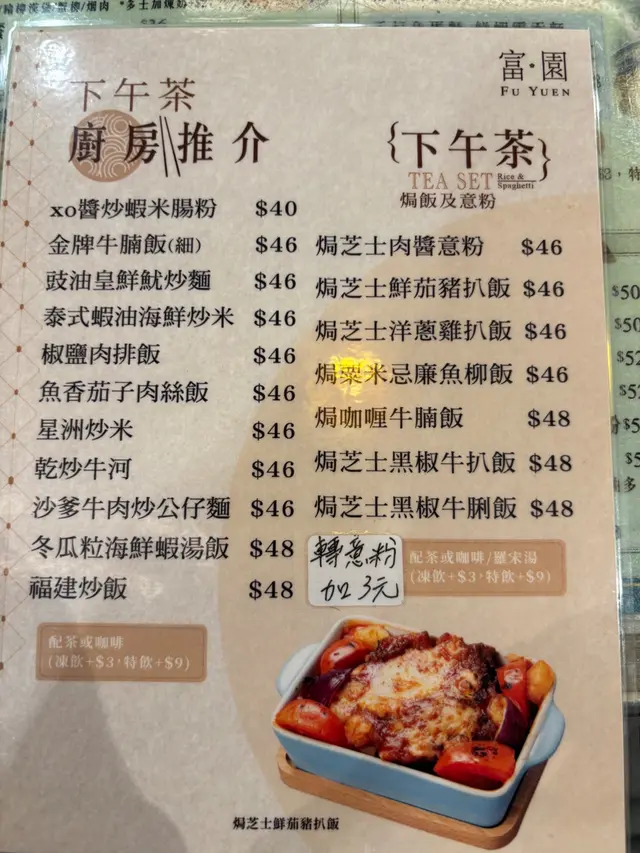 富·園
FU YUEN
下午茶
廚房推介
xo醬炒蝦米腸粉 $40
金牌牛腩飯(細) $46
豉油皇鮮魷炒麵 $46
泰式蝦油海鮮炒米 $46
椒鹽肉排飯 $46
魚香茄子肉絲飯 $46
星洲炒米 $46
乾炒牛河 $46
沙爹牛肉炒公仔麵 $46
冬瓜粒海鮮蝦湯飯 $48
福建炒飯 $48
配茶或咖啡
(凍飲+$3,特飲+$9)
{下午茶}
TEA SET Rice & Spaghetti
焗飯及意粉
焗芝士肉醬意粉 $46
焗芝士鮮茄豬扒飯 $46
焗芝士洋蔥雞扒飯 $46
焗粟米忌廉魚柳飯 $46
焗咖喱牛腩飯 $48
焗芝士黑椒牛扒飯 $48
焗芝士黑椒牛脷飯 $48
轉意粉
加3元
配茶或咖啡/羅宋湯
(凍飲+$3,特飲+$9)
焗芝士鮮茄豬扒飯